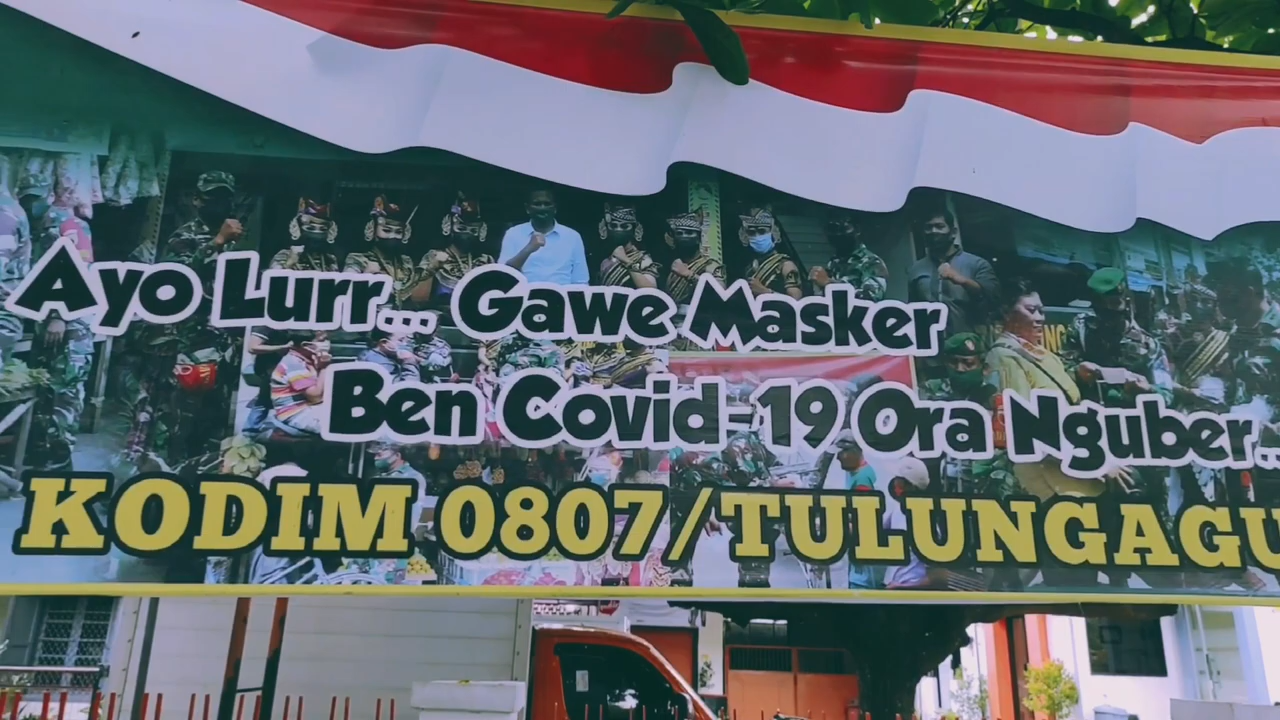 Ayo Lurr... Gawe Masker
Ben Covid-19 Ora Nguber..
KODIM 0807/TULUNGAGU